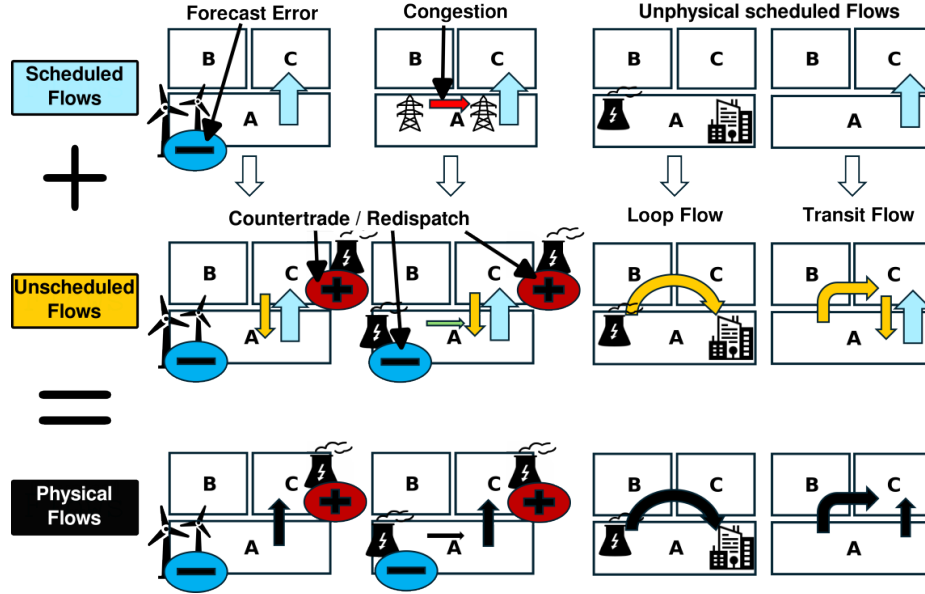 Forecast Error
Congestion
Unphysical scheduled Flows
Scheduled
Flows
B C B C B C B C
A A A A
+
Countertrade / Redispatch
Loop Flow
Transit Flow
Unscheduled
Flows
B C B C B C B C
A A A A
=
Physical
Flows
B C B C B C B C
A A A A